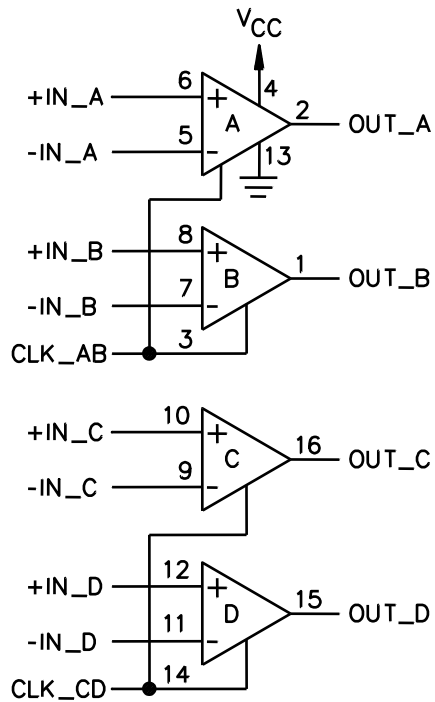 VCC
6 4
+IN_A + A 2 OUT_A
5
-IN_A - 13
8
+IN_B + B 1 OUT_B
7
-IN_B -
CLK_AB 3
10
+IN_C + C 16 OUT_C
9
-IN_C -
12
+IN_D + D 15 OUT_D
11
-IN_D -
CLK_CD 14